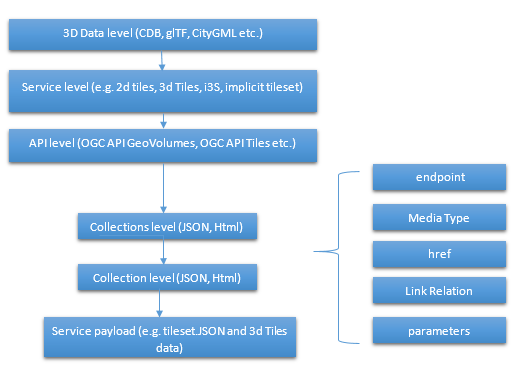 3D Data level (CDB, glTF, CityGML etc.)
Service level (e.g. 2d tiles, 3d Tiles, i3S, implicit tileset)
API level (OGC API GeoVolumes, OGC API Tiles etc.)
Collections level (JSON, Html)
Collection level (JSON, Html)
Service payload (e.g. tileset.JSON and 3d Tiles
data)
endpoint
Media Type
href
Link Relation
parameters